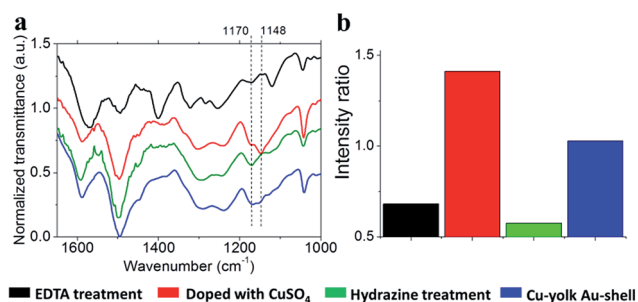 a
1170 1148
Normalized transmittance (a.u.)
1.5
1.0
0.5
0.0
1600 1400 1200 1000
Wavenumber (cm⁻¹)
b
Intensity ratio
1.5
1.0
0.5
EDTA treatment Doped with CuSO₄ Hydrazine treatment Cu-yolk Au-shell